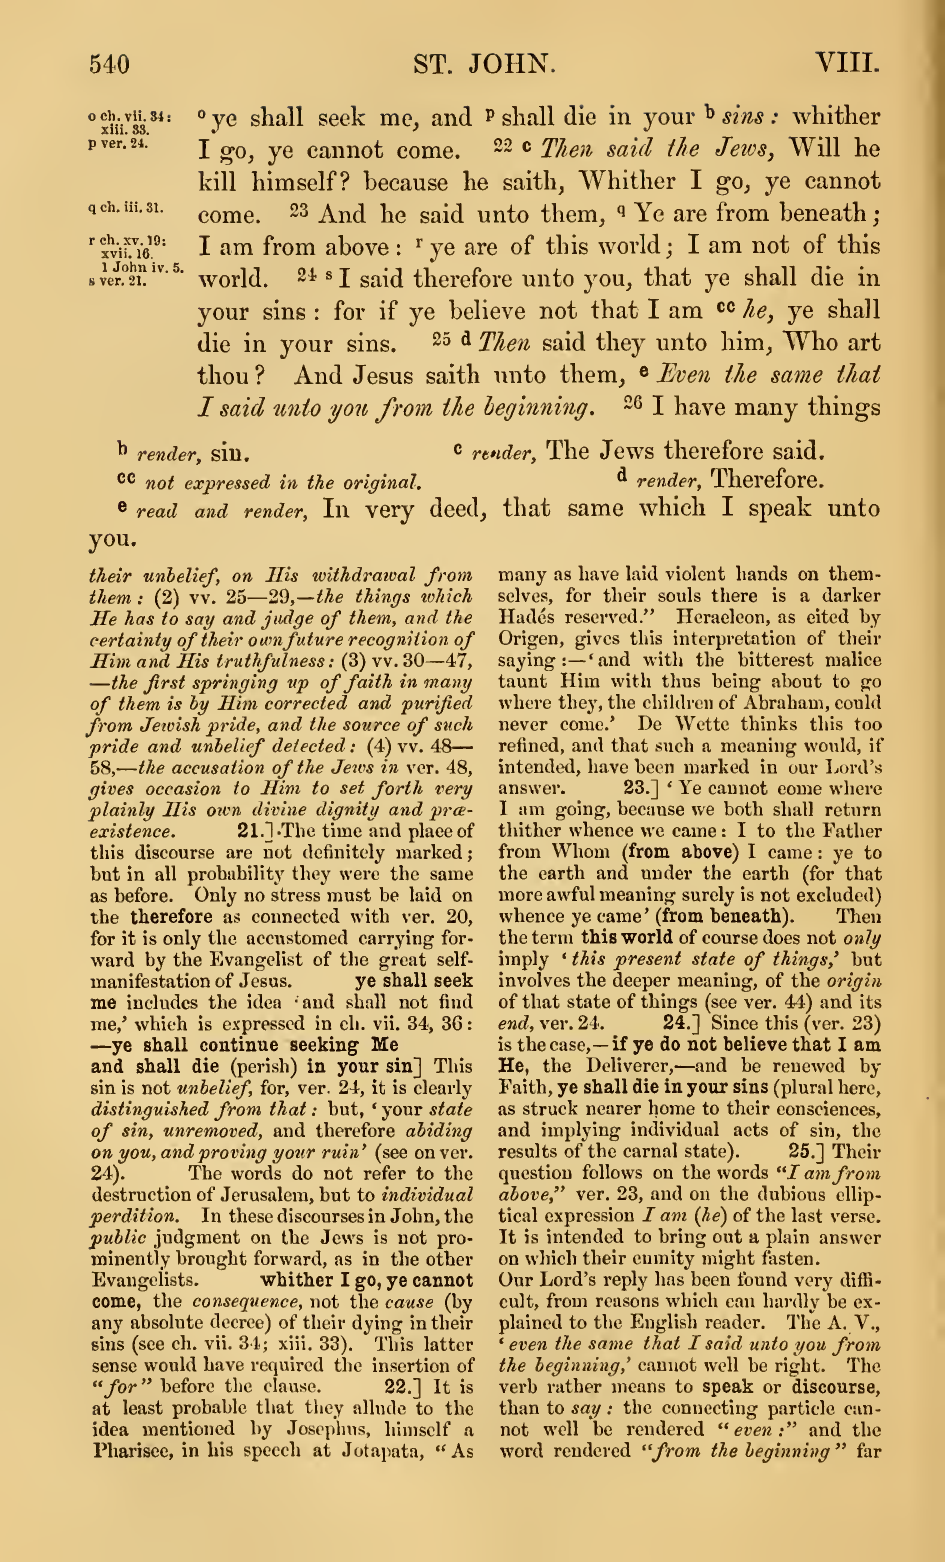 540 ST. JOHN. VIII.
o ch. vii. 34:
xiii. 33.
p ver. 24.
q ch. iii. 31.
r ch. xv. 19:
xvii. 16.
1 John iv. 5.
s ver. 21.
o ye shall seek me, and p shall die in your b sins: whither
I go, ye cannot come. 22 c Then said the Jews, Will he
kill himself? because he saith, Whither I go, ye cannot
come. 23 And he said unto them, q Ye are from beneath;
I am from above: r ye are of this world; I am not of this
world. 24 s I said therefore unto you, that ye shall die in
your sins: for if ye believe not that I am cc he, ye shall
die in your sins. 25 d Then said they unto him, Who art
thou? And Jesus saith unto them, e Even the same that
I said unto you from the beginning. 26 I have many things
b render, sin. c render, The Jews therefore said.
cc not expressed in the original. d render, Therefore.
e read and render, In very deed, that same which I speak unto
you.
their unbelief, on His withdrawal from
them: (2) vv. 25—29,—the things which
He has to say and judge of them, and the
certainty of their own future recognition of
Him and His truthfulness: (3) vv. 30—47,
—the first springing up of faith in many
of them is by Him corrected and purified
from Jewish pride, and the source of such
pride and unbelief detected: (4) vv. 48—
58,—the accusation of the Jews in ver. 48,
gives occasion to Him to set forth very
plainly His own divine dignity and præ-
existence. 21.] The time and place of
this discourse are not definitely marked;
but in all probability they were the same
as before. Only no stress must be laid on
the therefore as connected with ver. 20,
for it is only the accustomed carrying for-
ward by the Evangelist of the great self-
manifestation of Jesus. ye shall seek
me includes the idea 'and shall not find
me,' which is expressed in ch. vii. 34, 36:
—ye shall continue seeking Me
and shall die (perish) in your sin] This
sin is not unbelief, for, ver. 24, it is clearly
distinguished from that: but, 'your state
of sin, unremoved, and therefore abiding
on you, and proving your ruin' (see on ver.
24). The words do not refer to the
destruction of Jerusalem, but to individual
perdition. In these discourses in John, the
public judgment on the Jews is not pro-
minently brought forward, as in the other
Evangelists. whither I go, ye cannot
come, the consequence, not the cause (by
any absolute decree) of their dying in their
sins (see ch. vii. 34; xiii. 33). This latter
sense would have required the insertion of
"for" before the clause. 22.] It is
at least probable that they allude to the
idea mentioned by Josephus, himself a
Pharisee, in his speech at Jotapata, "As
many as have laid violent hands on them-
selves, for their souls there is a darker
Hadés reserved." Heracleon, as cited by
Origen, gives this interpretation of their
saying:—'and with the bitterest malice
taunt Him with thus being about to go
where they, the children of Abraham, could
never come.' De Wette thinks this too
refined, and that such a meaning would, if
intended, have been marked in our Lord's
answer. 23.] 'Ye cannot come where
I am going, because we both shall return
thither whence we came: I to the Father
from Whom (from above) I came: ye to
the earth and under the earth (for that
more awful meaning surely is not excluded)
whence ye came' (from beneath). Then
the term this world of course does not only
imply 'this present state of things,' but
involves the deeper meaning, of the origin
of that state of things (see ver. 44) and its
end, ver. 24. 24.] Since this (ver. 23)
is the case,—if ye do not believe that I am
He, the Deliverer,—and be renewed by
Faith, ye shall die in your sins (plural here,
as struck nearer home to their consciences,
and implying individual acts of sin, the
results of the carnal state). 25.] Their
question follows on the words "I am from
above," ver. 23, and on the dubious ellip-
tical expression I am (he) of the last verse.
It is intended to bring out a plain answer
on which their enmity might fasten.
Our Lord's reply has been found very diffi-
cult, from reasons which can hardly be ex-
plained to the English reader. The A. V.,
'even the same that I said unto you from
the beginning,' cannot well be right. The
verb rather means to speak or discourse,
than to say: the connecting particle can-
not well be rendered "even:" and the
word rendered "from the beginning" far